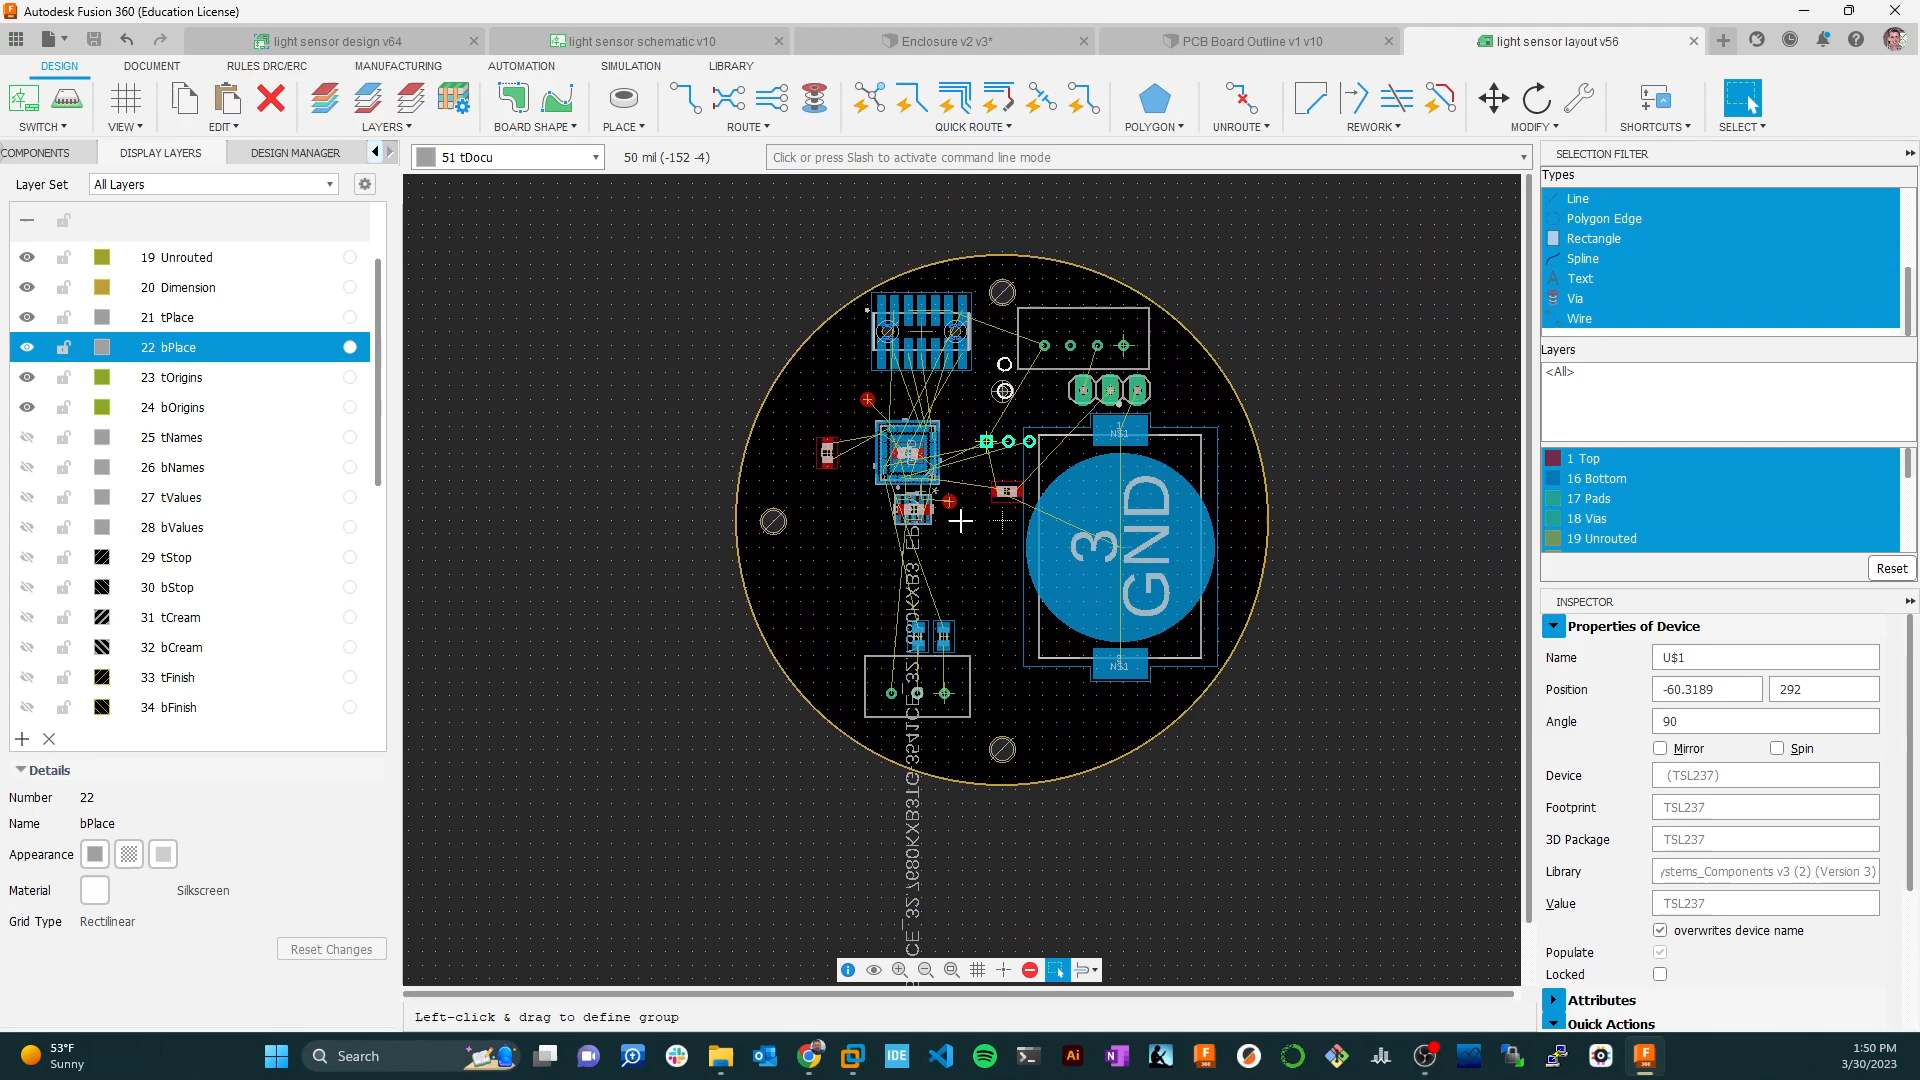 Autodesk Fusion 360 (Education License)
light sensor design v64
light sensor schematic v10
Enclosure v2 v3*
PCB Board Outline v1 v10
light sensor layout v56
DESIGN
DOCUMENT
RULES DRC/ERC
MANUFACTURING
AUTOMATION
SIMULATION
LIBRARY
SWITCH
VIEW
EDIT
LAYERS
BOARD SHAPE
PLACE
ROUTE
QUICK ROUTE
POLYGON
UNROUTE
REWORK
MODIFY
SHORTCUTS
SELECT
COMPONENTS
DISPLAY LAYERS
DESIGN MANAGER
51 tDocu
50 mil (-152 -4)
Click or press Slash to activate command line mode
Layer Set
All Layers
19 Unrouted
20 Dimension
21 tPlace
22 bPlace
23 tOrigins
24 bOrigins
25 tNames
26 bNames
27 tValues
28 bValues
29 tStop
30 bStop
31 tCream
32 bCream
33 tFinish
34 bFinish
Details
Number 22
Name bPlace
Appearance
Material Silkscreen
Grid Type Rectilinear
Reset Changes
1
N$1
3
GND
N$1
Left-click & drag to define group
SELECTION FILTER
Types
Line
Polygon Edge
Rectangle
Spline
Text
Via
Wire
Layers
<All>
1 Top
16 Bottom
17 Pads
18 Vias
19 Unrouted
Reset
INSPECTOR
Properties of Device
Name U$1
Position -60.3189 292
Angle 90
Mirror Spin
Device (TSL237)
Footprint TSL237
3D Package TSL237
Library ystems_Components v3 (2) (Version 3)
Value TSL237
overwrites device name
Populate
Locked
Attributes
Quick Actions
53°F
Sunny
Search
IDE
1:50 PM
3/30/2023